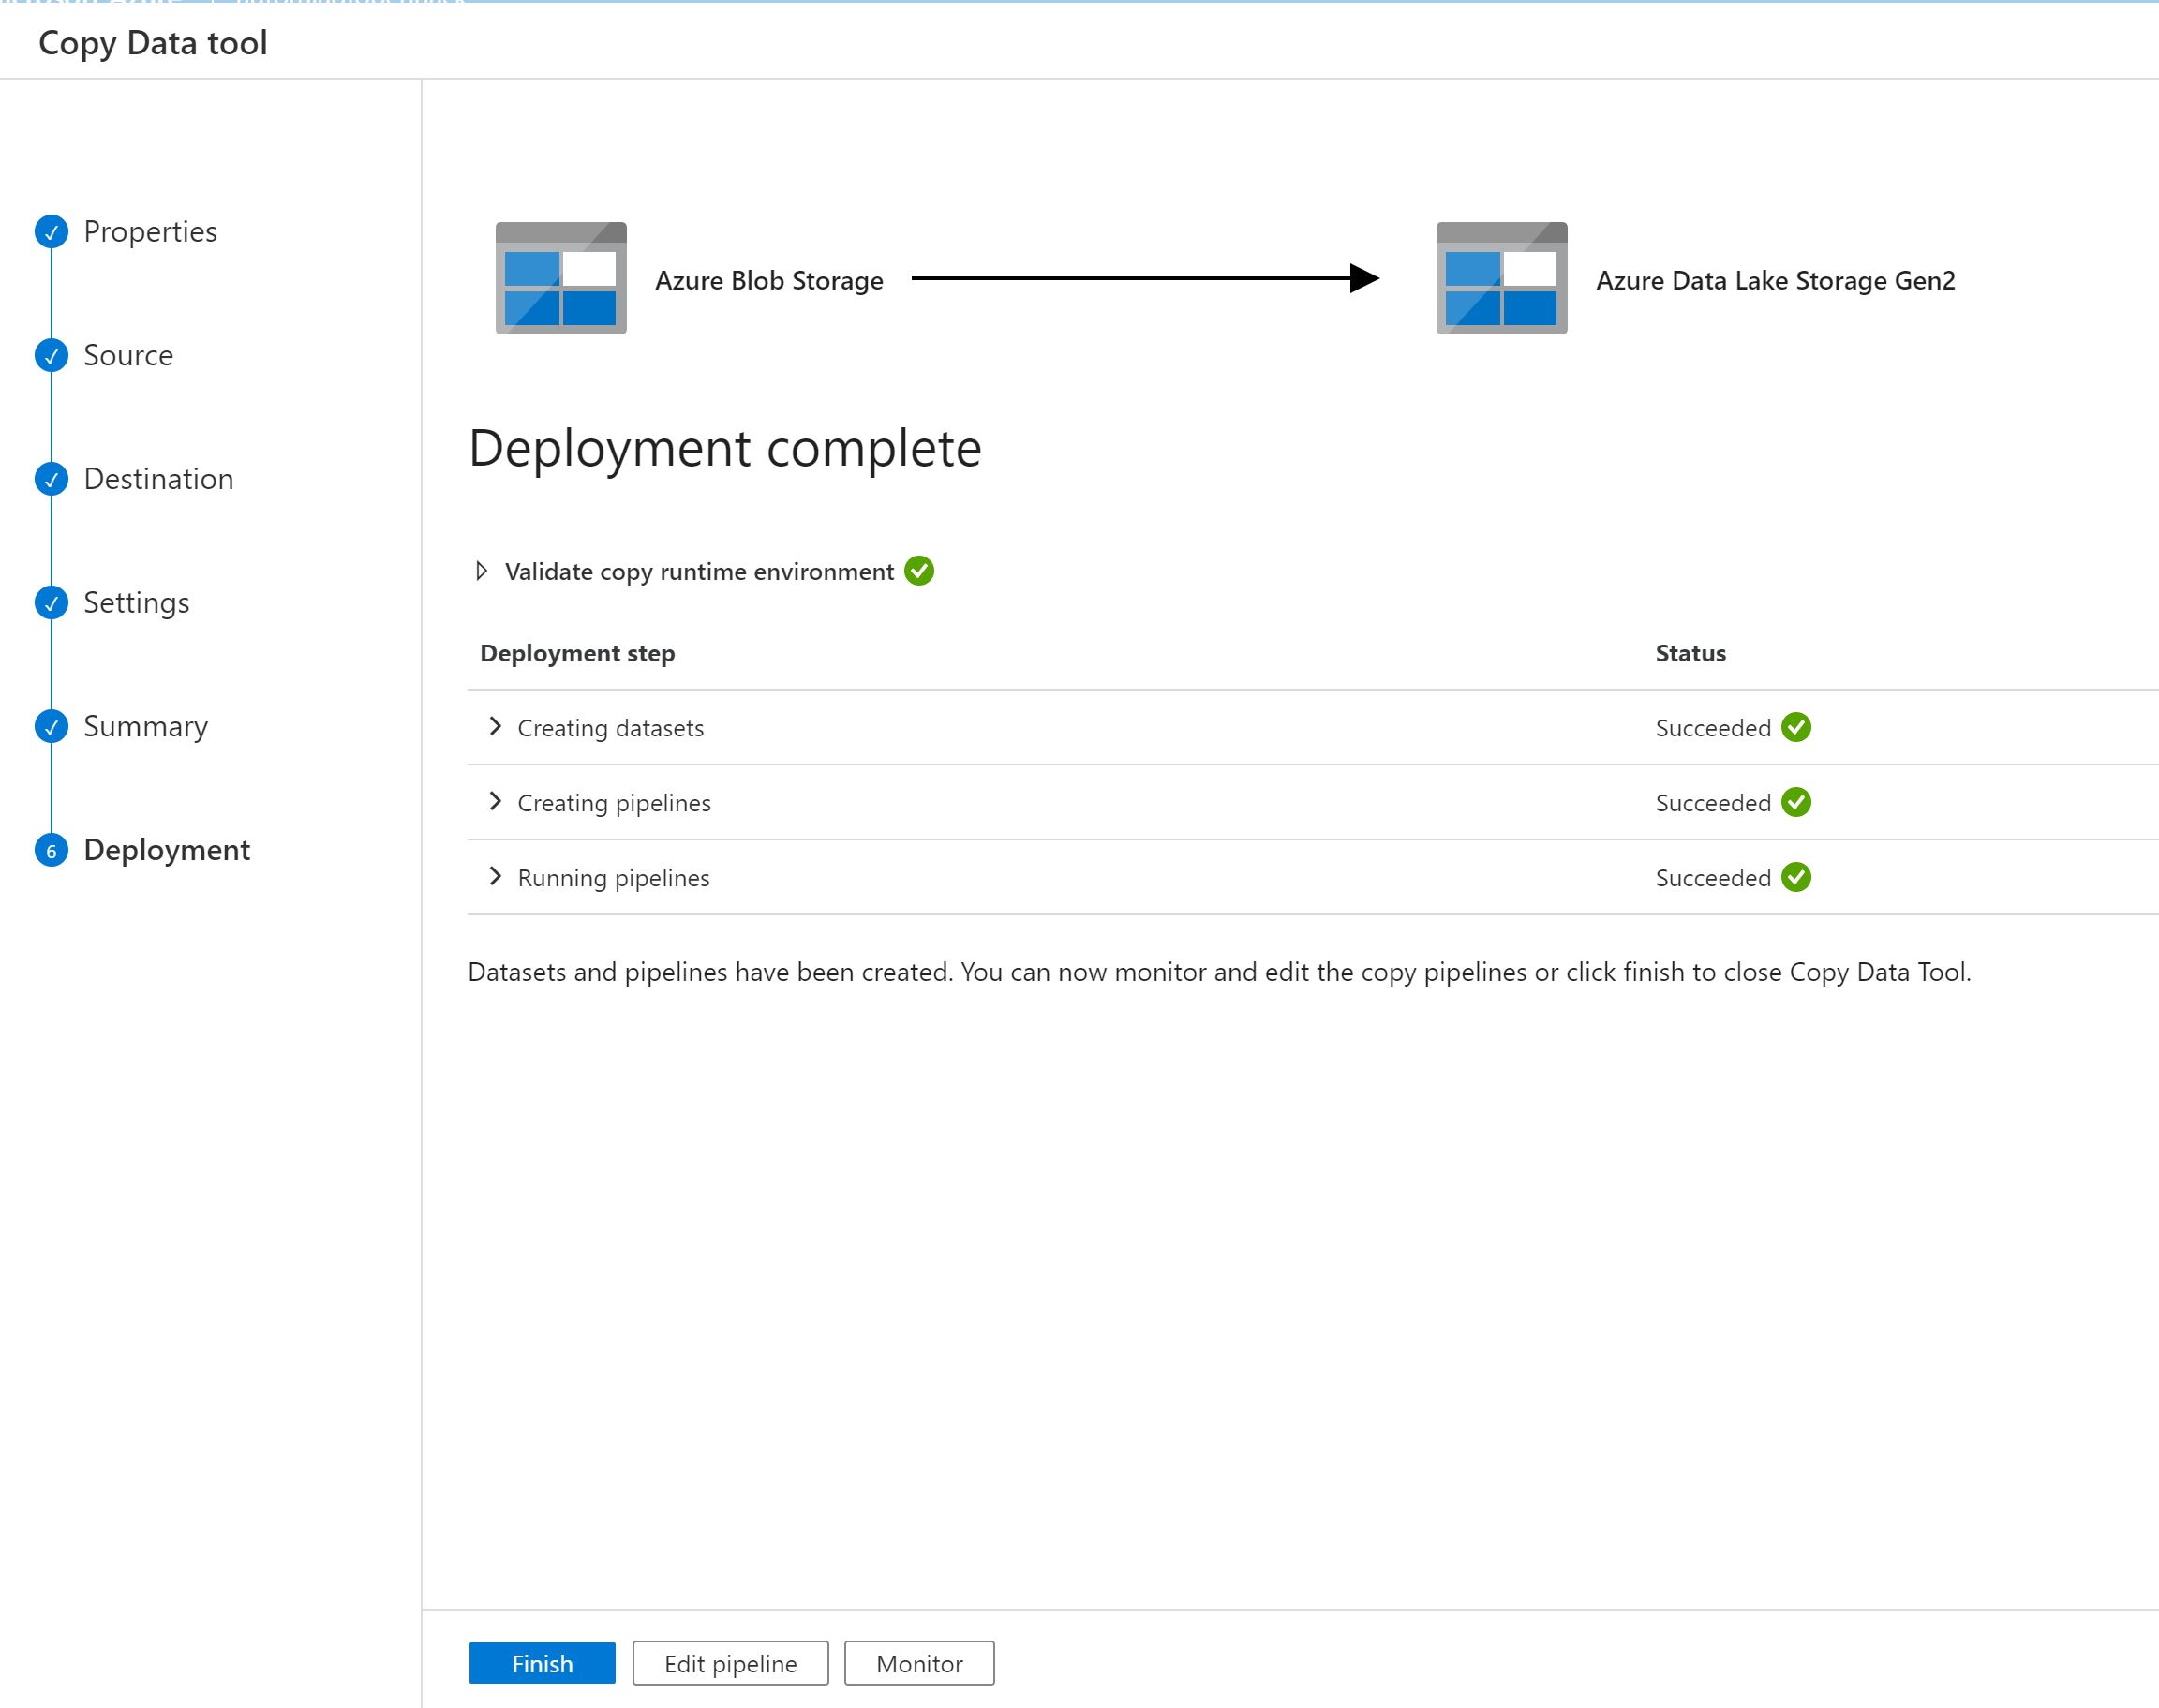 Copy Data tool
Properties
Source
Destination
Settings
Summary
6 Deployment
Azure Blob Storage
Azure Data Lake Storage Gen2
Deployment complete
Validate copy runtime environment
Deployment step Status
Creating datasets Succeeded
Creating pipelines Succeeded
Running pipelines Succeeded
Datasets and pipelines have been created. You can now monitor and edit the copy pipelines or click finish to close Copy Data Tool.
Finish Edit pipeline Monitor